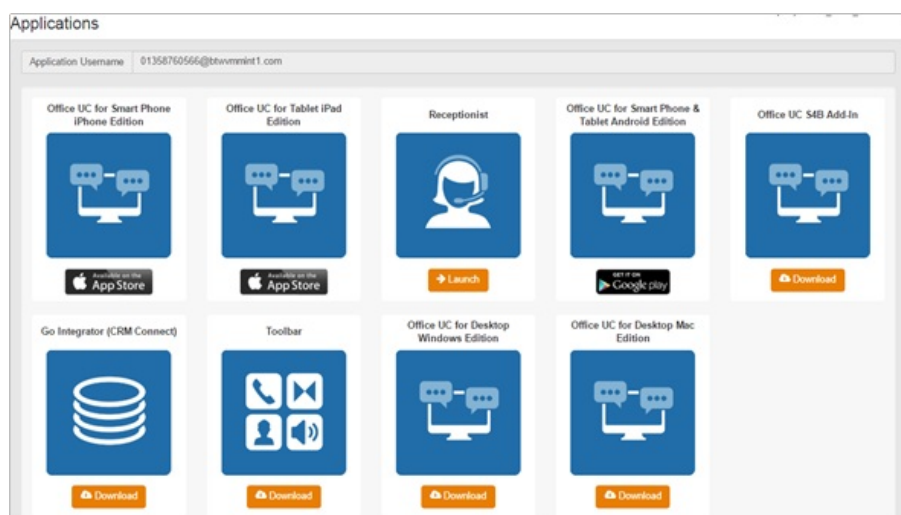 Applications
Application Username 01358760566@btwvmmint1.com
Office UC for Smart Phone
iPhone Edition
Office UC for Tablet iPad
Edition
Receptionist
Office UC for Smart Phone &
Tablet Android Edition
Office UC S4B Add-In
Available on the
App Store
Available on the
App Store
Launch
GET IT ON
Google play
Download
Go Integrator (CRM Connect)
Toolbar
Office UC for Desktop
Windows Edition
Office UC for Desktop Mac
Edition
Download
Download
Download
Download